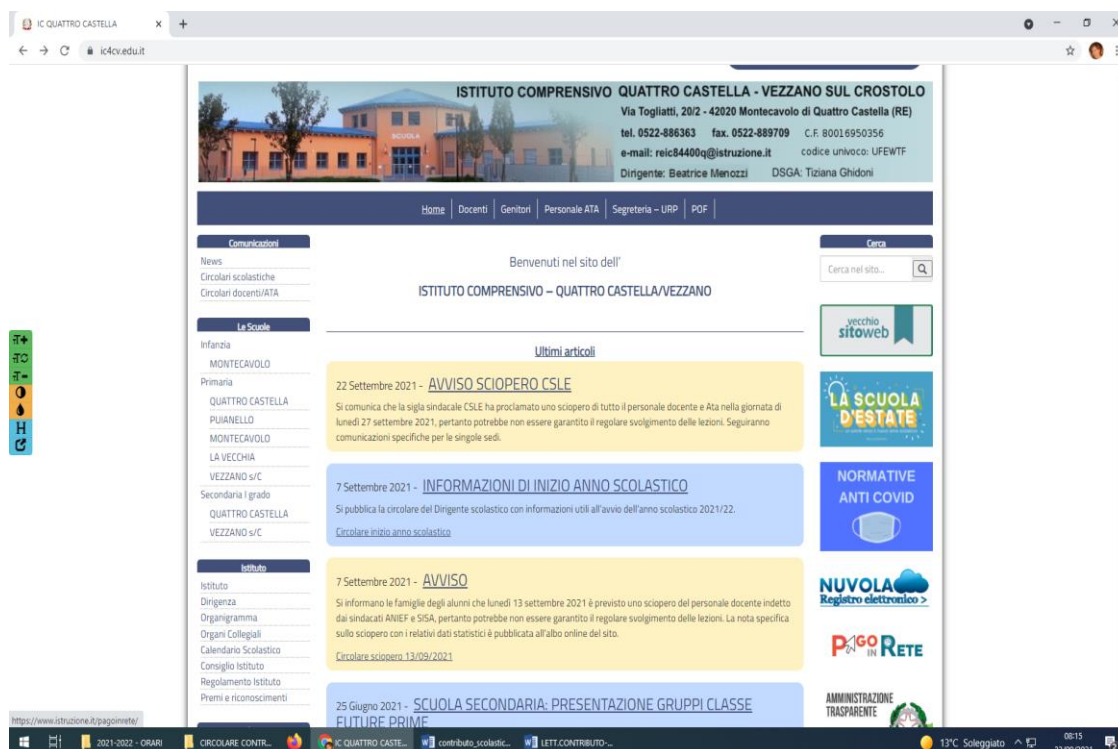 IC QUATTRO CASTELLA
ic4cv.edu.it
ISTITUTO COMPRENSIVO QUATTRO CASTELLA - VEZZANO SUL CROSTOLO
Via Togliatti, 20/2 - 42020 Montecavolo di Quattro Castella (RE)
tel. 0522-886363 fax. 0522-889709 C.F. 80016950356
e-mail: reic84400q@istruzione.it codice univoco: UFEWTF
Dirigente: Beatrice Menozzi DSGA: Tiziana Ghidoni
SCUOLA
Home Docenti Genitori Personale ATA Segreteria – URP POF
Comunicazioni
News
Circolari scolastiche
Circolari docenti/ATA
Le Scuole
Infanzia
MONTECAVOLO
Primaria
QUATTRO CASTELLA
PUIANELLO
MONTECAVOLO
LA VECCHIA
VEZZANO s/C
Secondaria I grado
QUATTRO CASTELLA
VEZZANO s/C
Istituto
Istituto
Dirigenza
Organigramma
Organi Collegiali
Calendario Scolastico
Consiglio Istituto
Regolamento Istituto
Premi e riconoscimenti
Benvenuti nel sito dell'
ISTITUTO COMPRENSIVO – QUATTRO CASTELLA/VEZZANO
Ultimi articoli
22 Settembre 2021 - AVVISO SCIOPERO CSLE
Si comunica che la sigla sindacale CSLE ha proclamato uno sciopero di tutto il personale docente e Ata nella giornata di
lunedì 27 settembre 2021, pertanto potrebbe non essere garantito il regolare svolgimento delle lezioni. Seguiranno
comunicazioni specifiche per le singole sedi.
7 Settembre 2021 - INFORMAZIONI DI INIZIO ANNO SCOLASTICO
Si pubblica la circolare del Dirigente scolastico con informazioni utili all'avvio dell'anno scolastico 2021/22.
Circolare inizio anno scolastico
7 Settembre 2021 - AVVISO
Si informano le famiglie degli alunni che lunedì 13 settembre 2021 è previsto uno sciopero del personale docente indetto
dai sindacati ANIEF e SISA, pertanto potrebbe non essere garantito il regolare svolgimento delle lezioni. La nota specifica
sullo sciopero con i relativi dati statistici è pubblicata all'albo online del sito.
Circolare sciopero 13/09/2021
25 Giugno 2021 - SCUOLA SECONDARIA: PRESENTAZIONE GRUPPI CLASSE
FUTURE PRIME
Cerca
Cerca nel sito...
vecchio
sitoweb
LA SCUOLA
D'ESTATE
NORMATIVE
ANTI COVID
NUVOLA
Registro elettronico >
PAGO IN RETE
AMMINISTRAZIONE
TRASPARENTE
T+
T-
H
https://www.istruzione.it/pagoinrete/
2021-2022 - ORARI
CIRCOLARE CONTR...
IC QUATTRO CASTE...
contributo_scolastic...
LETT.CONTRIBUTO-...
13°C Soleggiato
08:15